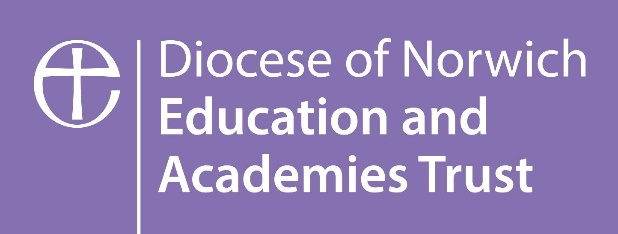 Diocese of Norwich
Education and
Academies Trust